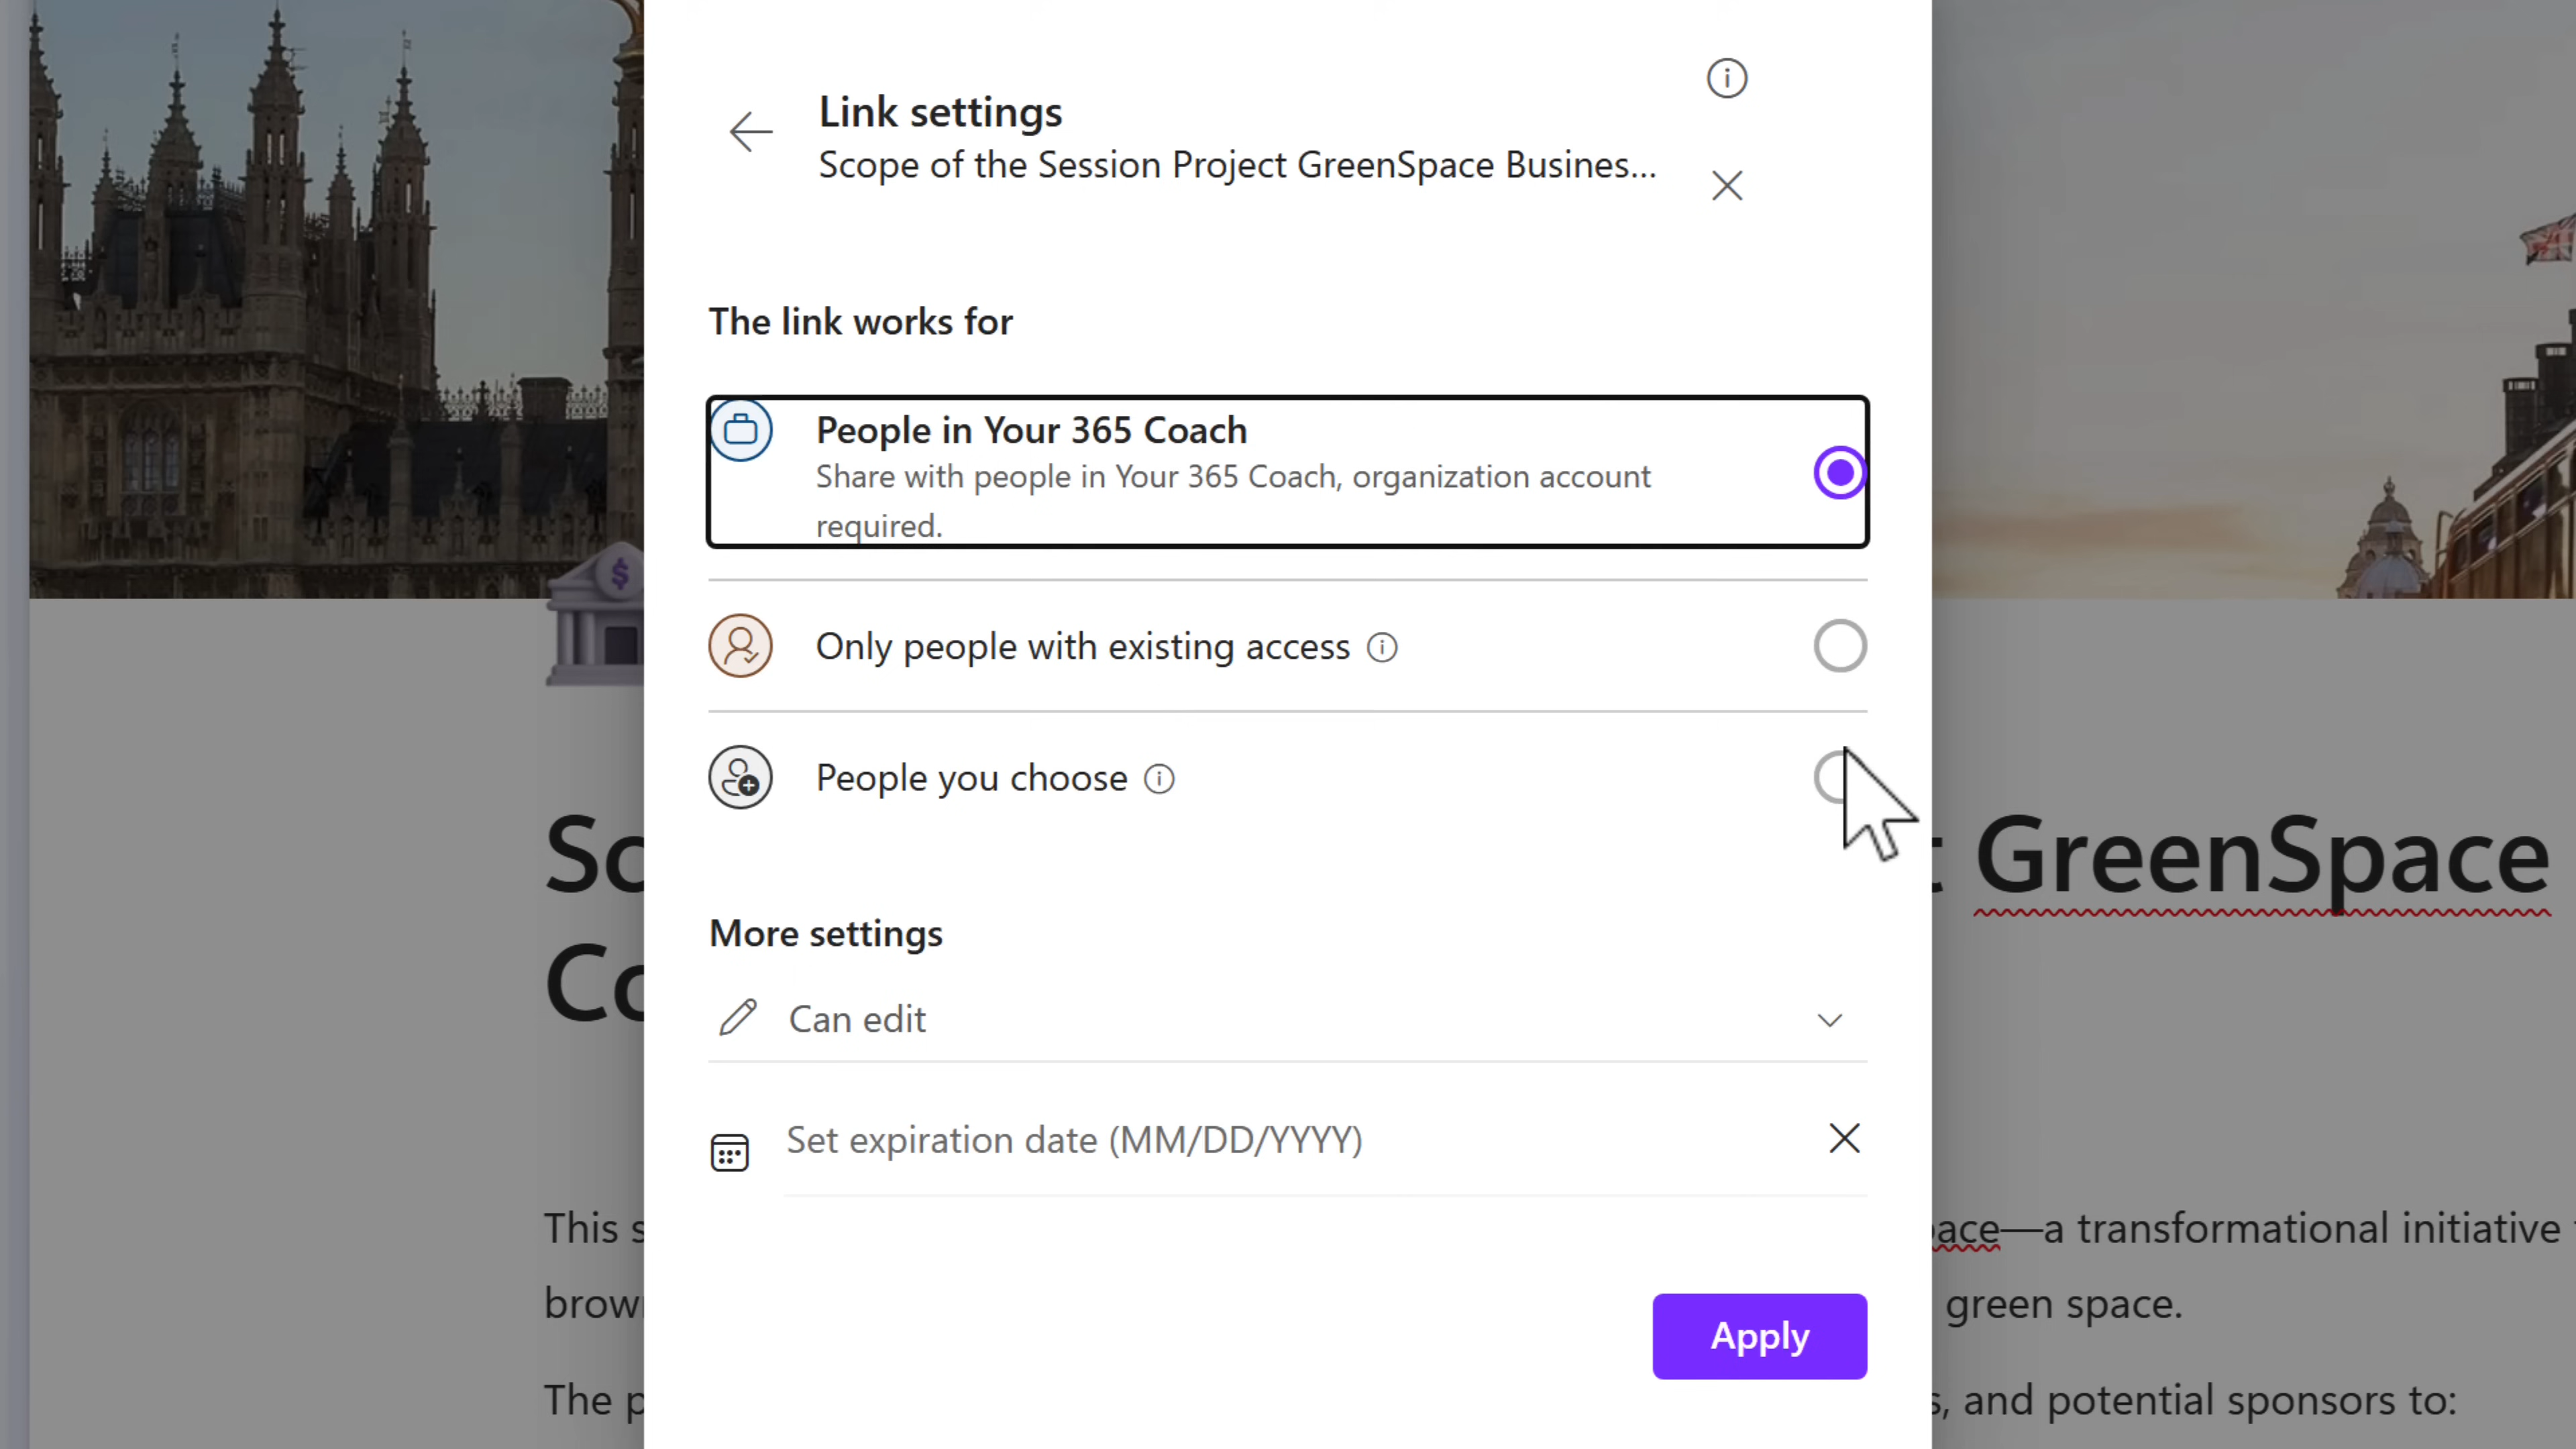 Link settings
Scope of the Session Project GreenSpace Busines...
The link works for
People in Your 365 Coach
Share with people in Your 365 Coach, organization account
required.
Only people with existing access
People you choose
More settings
Can edit
Set expiration date (MM/DD/YYYY)
Apply
GreenSpace
This
—a transformational initiative
green space.
The
and potential sponsors to: